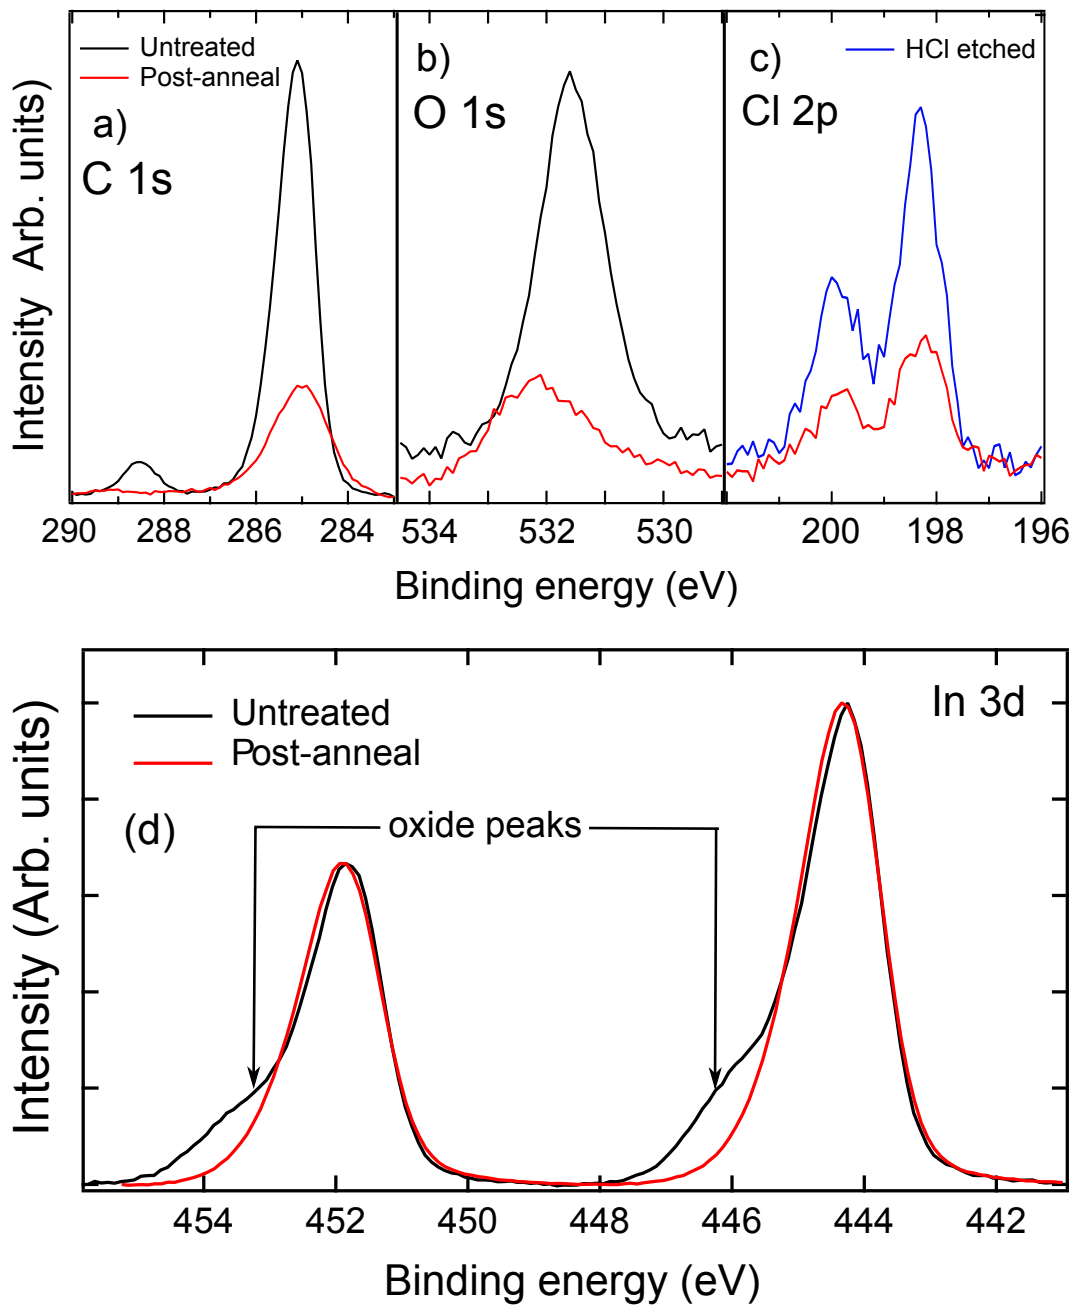 Untreated
Post-anneal
a)
C 1s
b)
O 1s
HCl etched
c)
Cl 2p
Intensity Arb. units
290 288 286 284 534 532 530 200 198 196
Binding energy (eV)
Untreated
Post-anneal
In 3d
(d)
oxide peaks
Intensity (Arb. units)
454 452 450 448 446 444 442
Binding energy (eV)